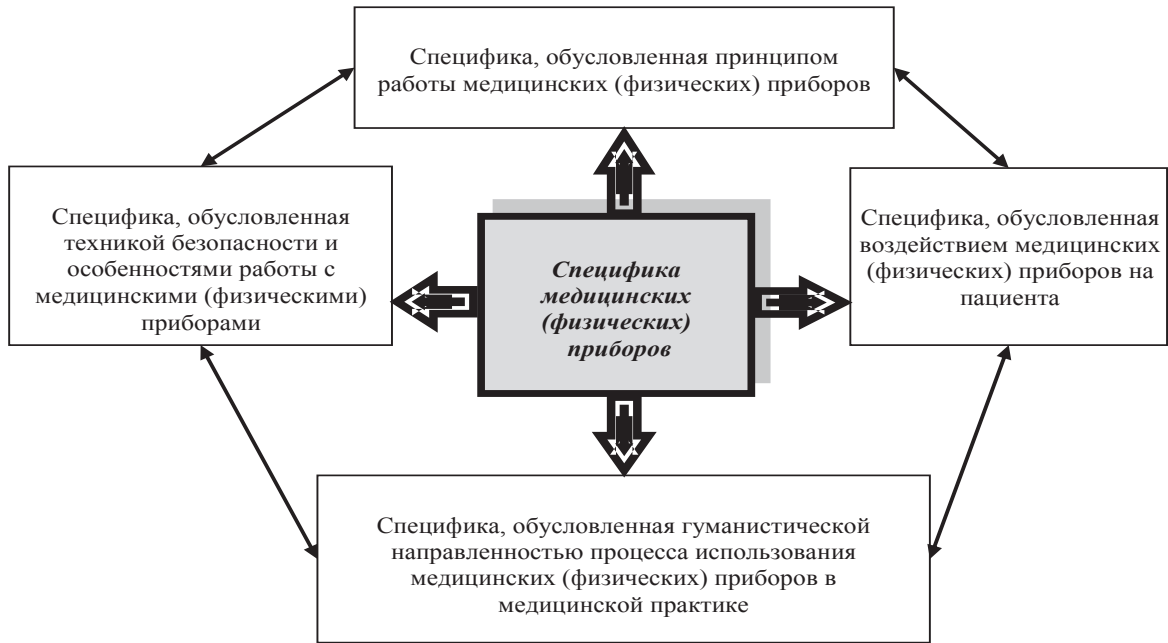 Специфика, обусловленная принципом
работы медицинских (физических) приборов
Специфика, обусловленная
техникой безопасности и
особенностями работы с
медицинскими (физическими)
приборами
Специфика
медицинских
(физических)
приборов
Специфика, обусловленная
воздействием медицинских
(физических) приборов на
пациента
Специфика, обусловленная гуманистической
направленностью процесса использования
медицинских (физических) приборов в
медицинской практике